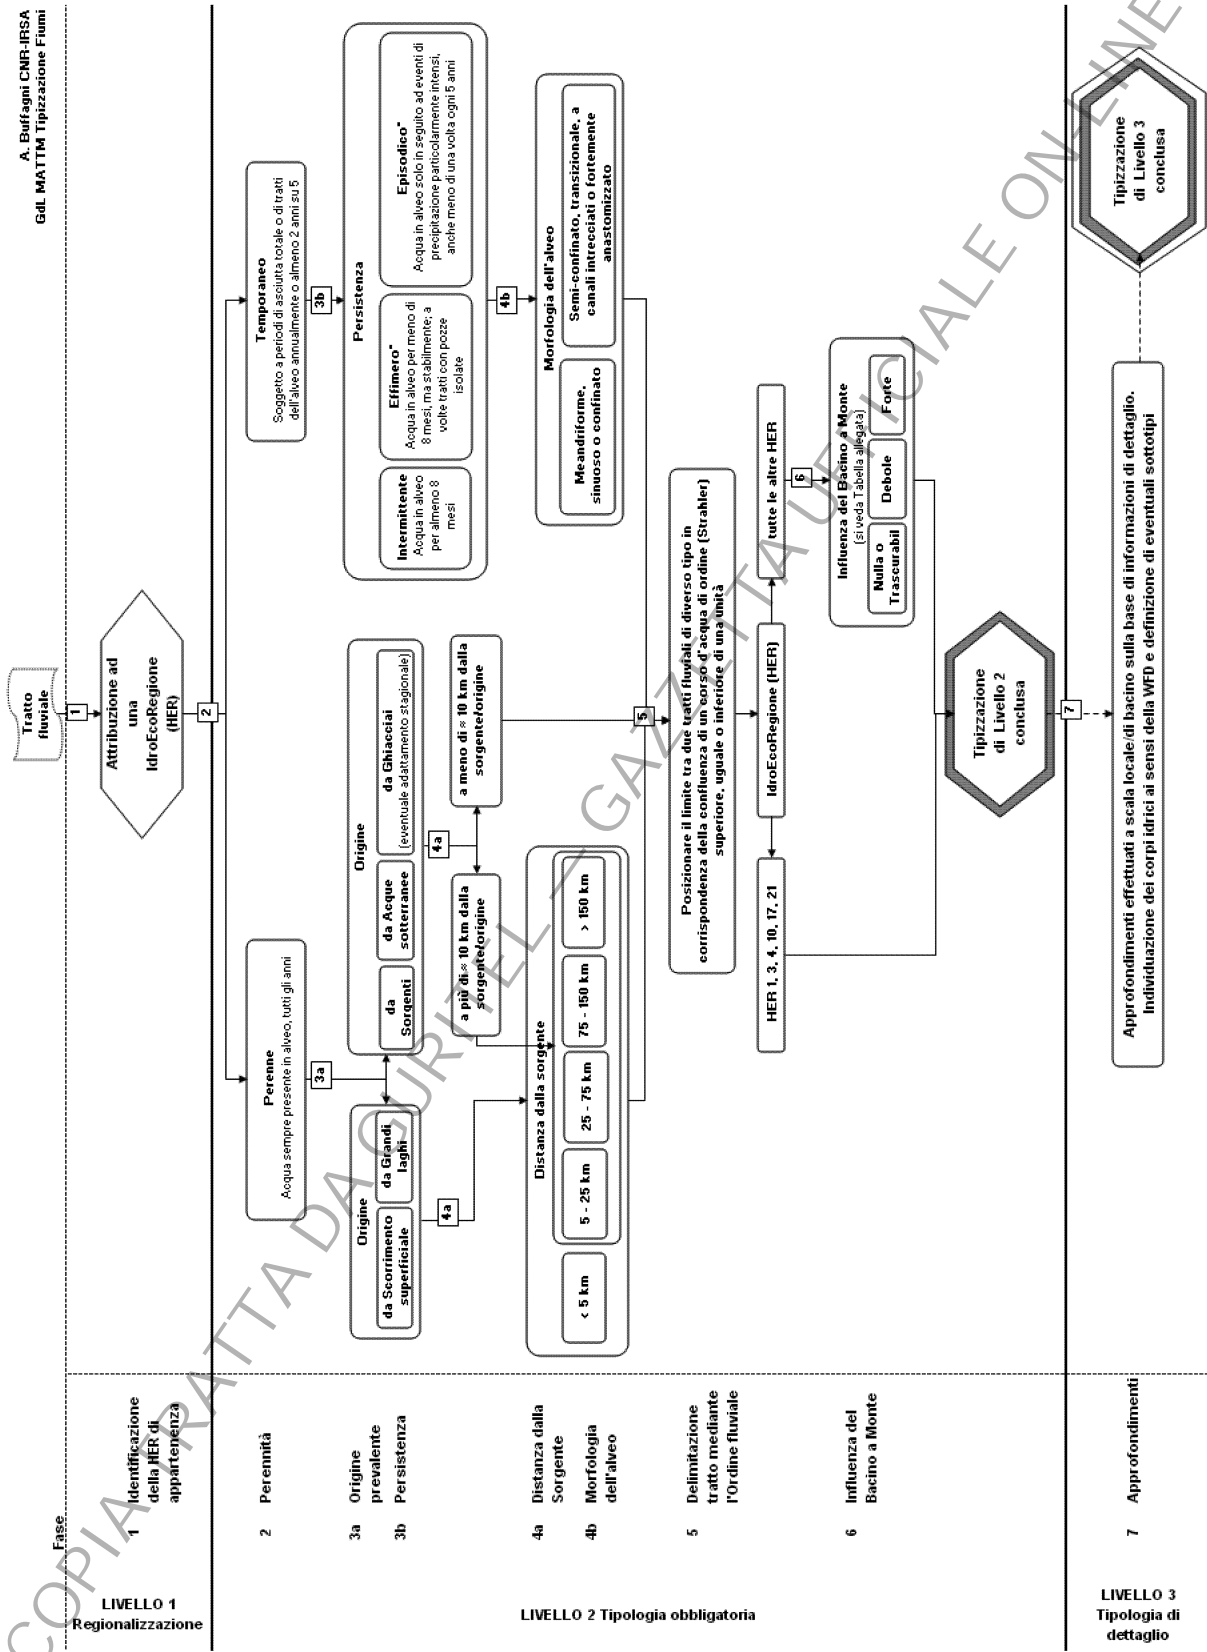 A. Buffagni CNR-IRSA
GdL MATTM Tipizzazione Fiumi
Fase
LIVELLO 1
Regionalizzazione
1 Identificazione
della HER di
appartenenza
Tratto
fluviale
1
Attribuzione ad
una
IdroEcoRegione
(HER)
2
LIVELLO 2 Tipologia obbligatoria
2 Perennità
Perenne
Acqua sempre presente in alveo, tutti gli anni
Temporaneo
Soggetto a periodi di asciutta totale o di tratti
dell'alveo annualmente o almeno 2 anni su 5
3a
3b
3a Origine
prevalente
3b Persistenza
Origine
da Scorrimento
superficiale
da Grandi
laghi
Origine
da
Sorgenti
da Acque
sotterranee
da Ghiacciai
(eventuale adattamento stagionale)
Persistenza
Intermittente
Acqua in alveo
per almeno 8
mesi
Effimero"
Acqua in alveo per meno di
8 mesi, ma stabilmente; a
volte tratti con pozze
isolate
Episodico"
Acqua in alveo solo in seguito ad eventi di
precipitazione particolarmente intensi,
anche meno di una volta ogni 5 anni
4a
4a
4b
a più di ≈ 10 km dalla
sorgente/origine
a meno di ≈ 10 km dalla
sorgente/origine
4a Distanza dalla
Sorgente
4b Morfologia
dell'alveo
Distanza dalla sorgente
< 5 km
5 - 25 km
25 - 75 km
75 - 150 km
> 150 km
Morfologia dell'alveo
Meandriforme,
sinuoso o confinato
Semi-confinato, transizionale, a
canali intrecciati o fortemente
anastomizzato
5
5 Delimitazione
tratto mediante
l'Ordine fluviale
Posizionare il limite tra due tratti fluviali di diverso tipo in
corrispondenza della confluenza di un corso d'acqua di ordine (Strahler)
superiore, uguale o inferiore di una unità
HER 1, 3, 4, 10, 17, 21
IdroEcoRegione (HER)
tutte le altre HER
6
6 Influenza del
Bacino a Monte
Influenza del Bacino a Monte
(si veda Tabella allegata)
Nulla o
Trascurabil
Debole
Forte
Tipizzazione
di Livello 2
conclusa
7
LIVELLO 3
Tipologia di
dettaglio
7 Approfondimenti
Approfondimenti effettuati a scala locale/di bacino sulla base di informazioni di dettaglio.
Individuazione dei corpi idrici ai sensi della WFD e definizione di eventuali sottotipi
Tipizzazione
di Livello 3
conclusa
COPIA TRATTA DA GURITEL — GAZZETTA UFFICIALE ON-LINE